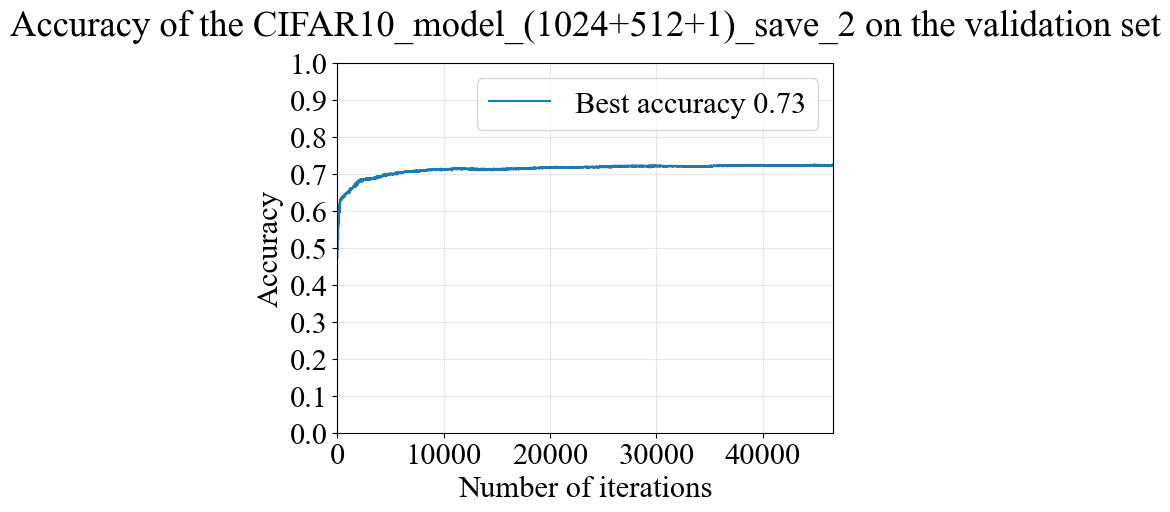 Accuracy of the CIFAR10_model_(1024+512+1)_save_2 on the validation set
Best accuracy 0.73
Accuracy
1.0
0.9
0.8
0.7
0.6
0.5
0.4
0.3
0.2
0.1
0.0
0 10000 20000 30000 40000
Number of iterations